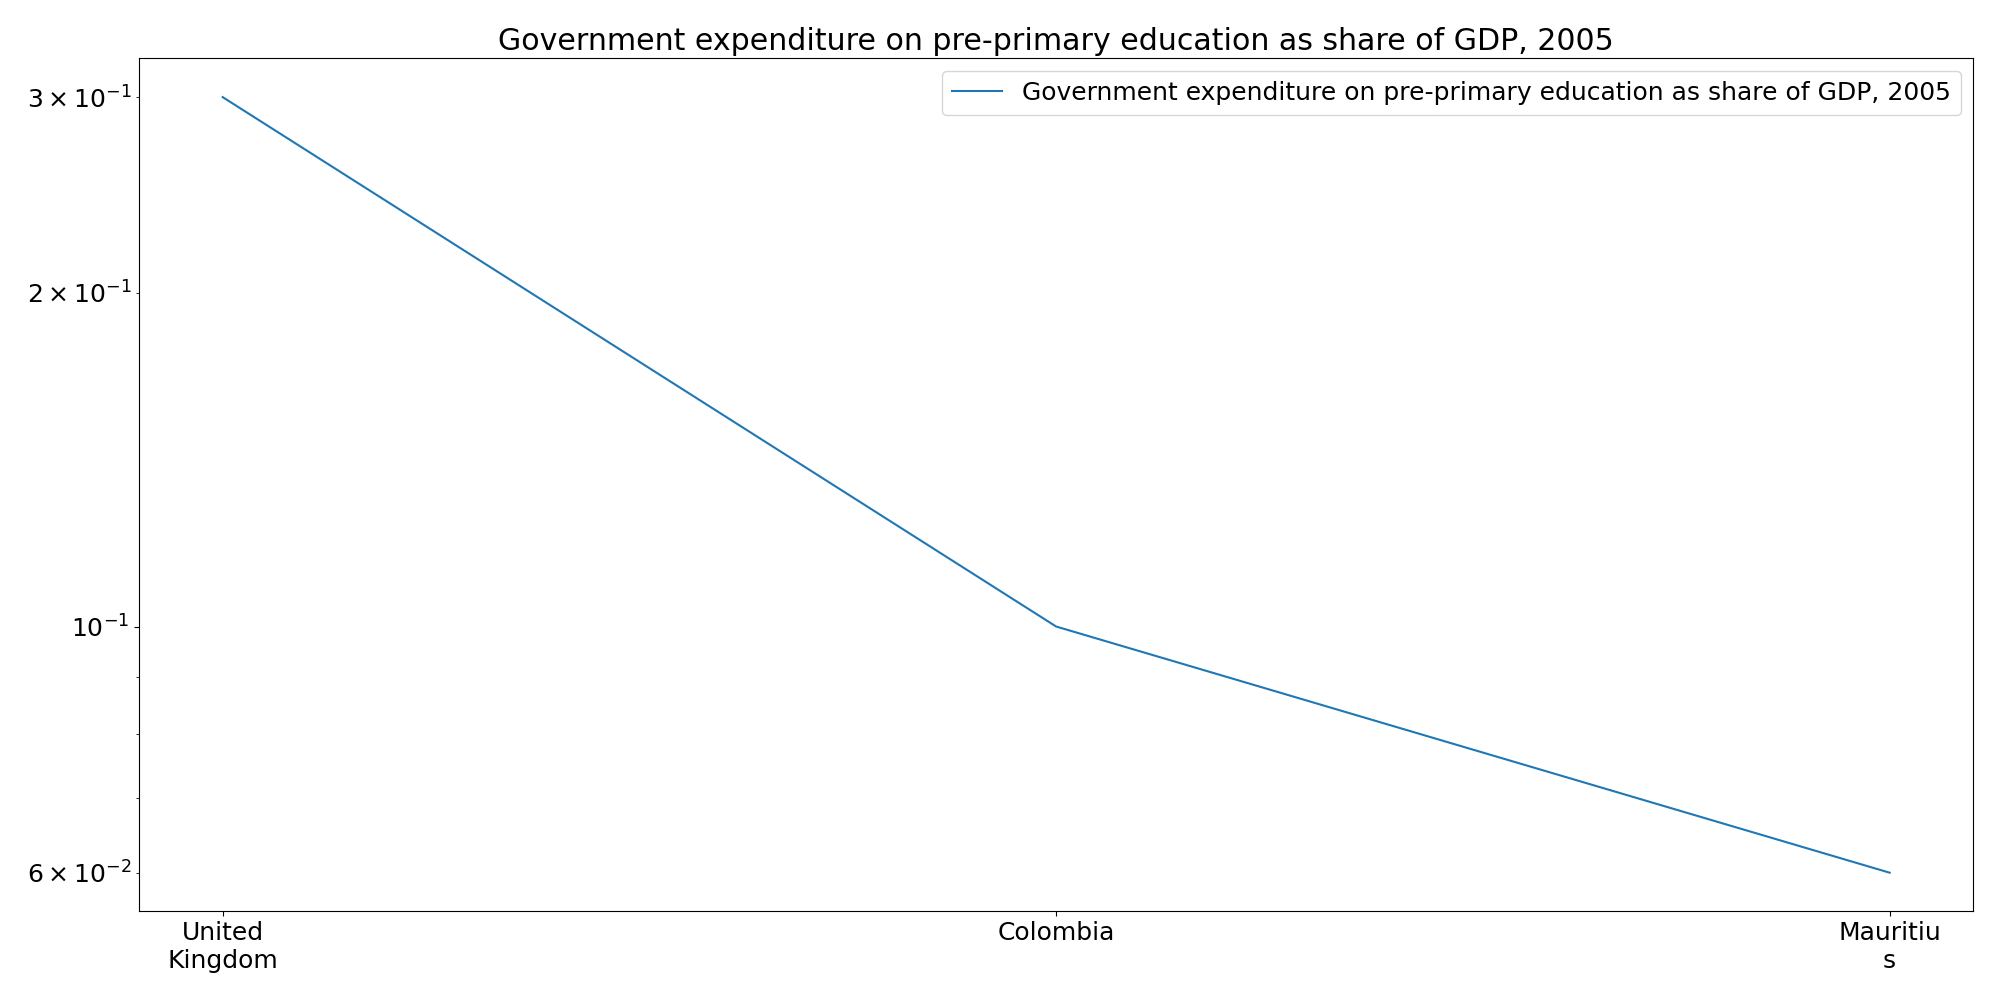 Government expenditure on pre-primary education as share of GDP, 2005
Government expenditure on pre-primary education as share of GDP, 2005
3 × 10⁻¹
2 × 10⁻¹
10⁻¹
6 × 10⁻²
United
Kingdom
Colombia
Mauritiu
s